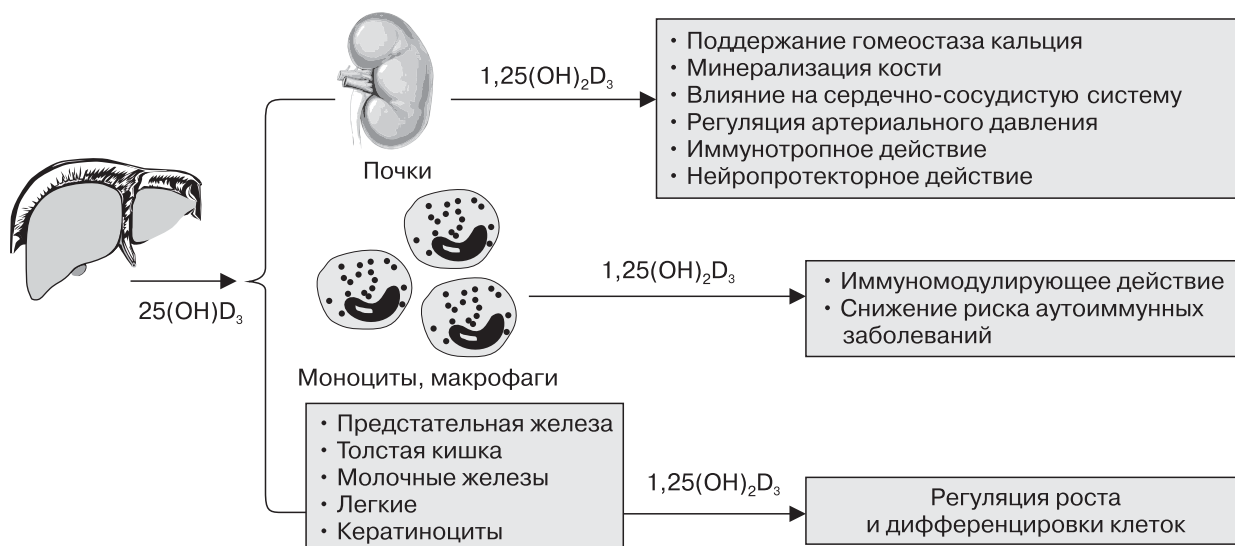 1,25(OH)₂D₃
Почки
• Поддержание гомеостаза кальция
• Минерализация кости
• Влияние на сердечно-сосудистую систему
• Регуляция артериального давления
• Иммунотропное действие
• Нейропротекторное действие
25(OH)D₃
Моноциты, макрофаги
1,25(OH)₂D₃
• Иммуномодулирующее действие
• Снижение риска аутоиммунных
заболеваний
• Предстательная железа
• Толстая кишка
• Молочные железы
• Легкие
• Кератиноциты
1,25(OH)₂D₃
Регуляция роста
и дифференцировки клеток